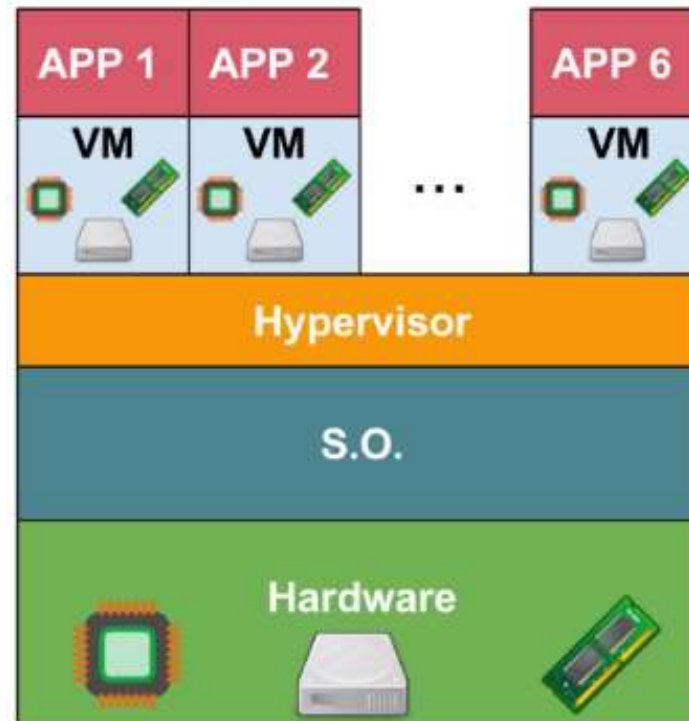 APP 1 APP 2 APP 6
VM VM ... VM
Hypervisor
S.O.
Hardware